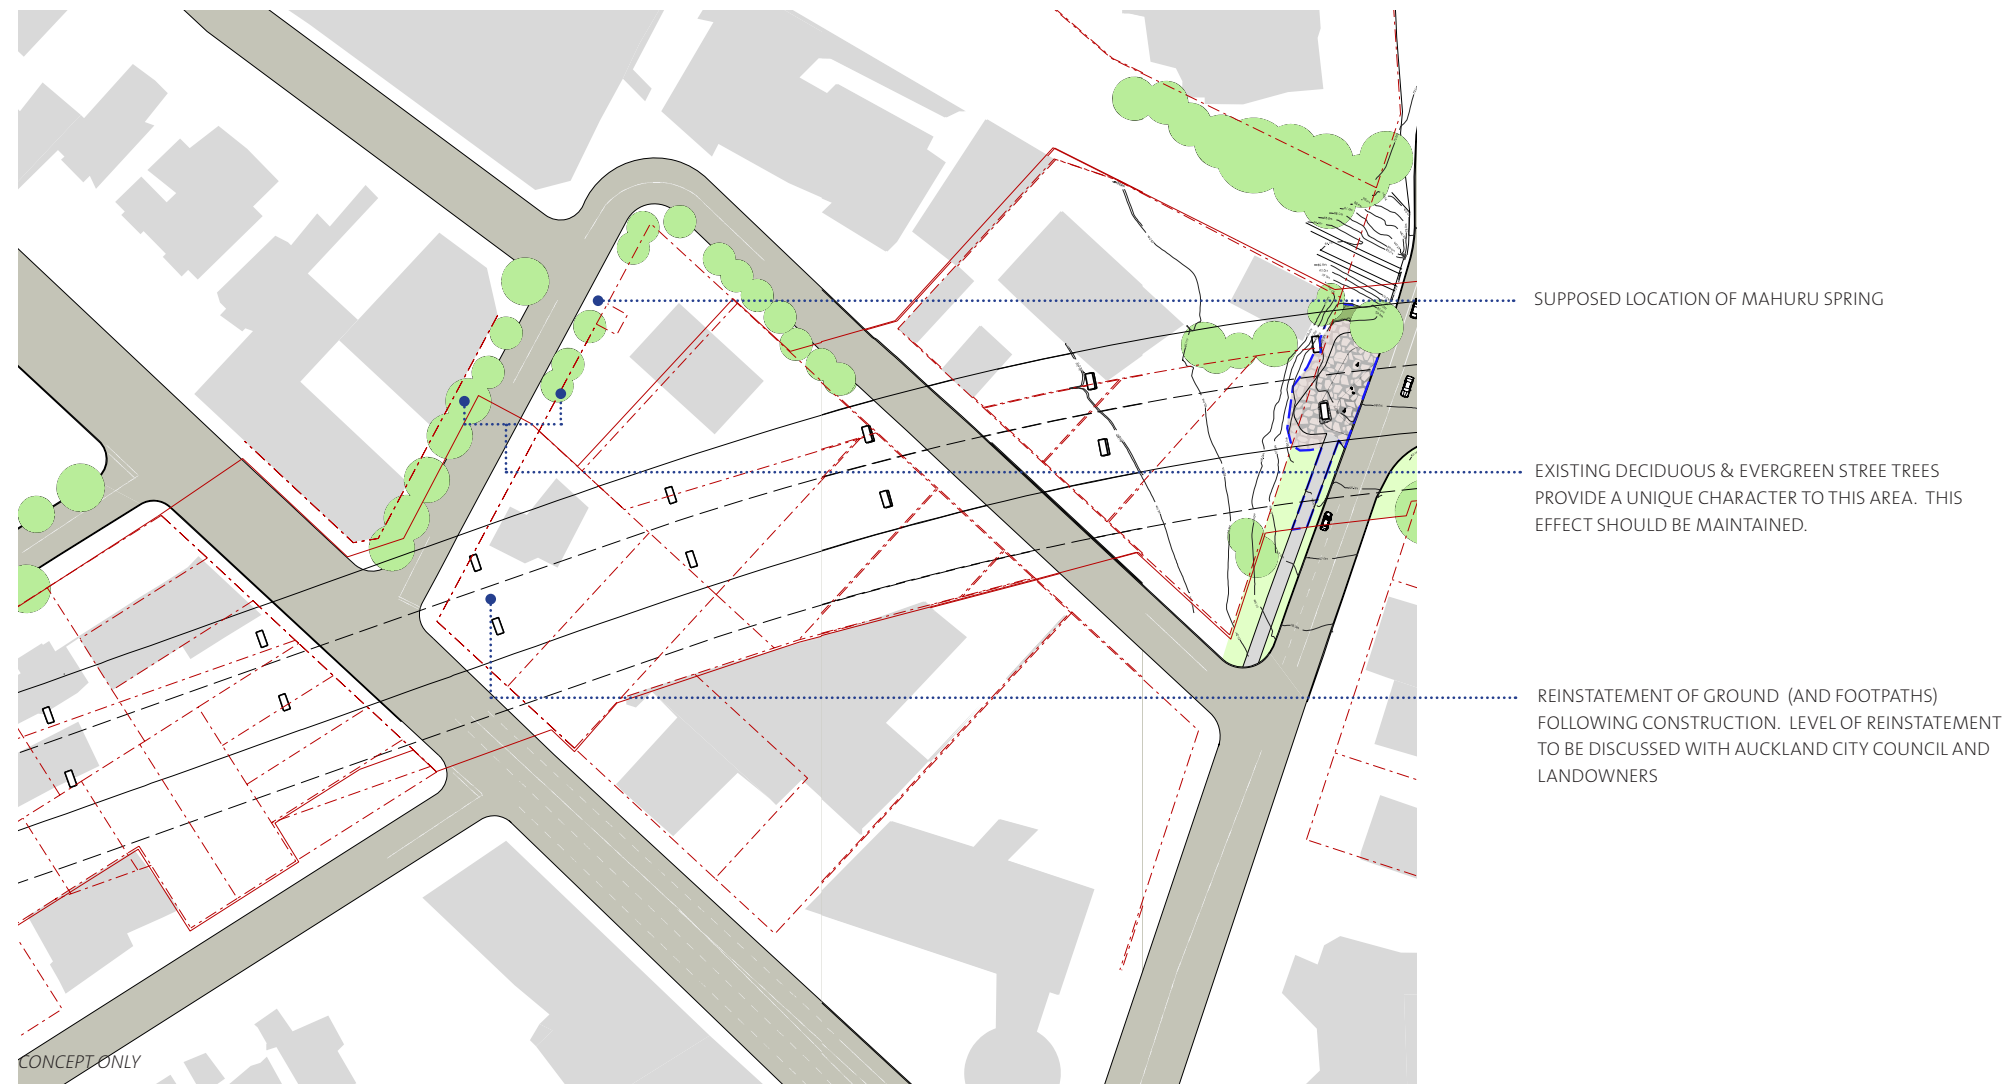 SUPPOSED LOCATION OF MAHURU SPRING
EXISTING DECIDUOUS & EVERGREEN STREE TREES
PROVIDE A UNIQUE CHARACTER TO THIS AREA. THIS
EFFECT SHOULD BE MAINTAINED.
REINSTATEMENT OF GROUND (AND FOOTPATHS)
FOLLOWING CONSTRUCTION. LEVEL OF REINSTATEMENT
TO BE DISCUSSED WITH AUCKLAND CITY COUNCIL AND
LANDOWNERS
CONCEPT ONLY